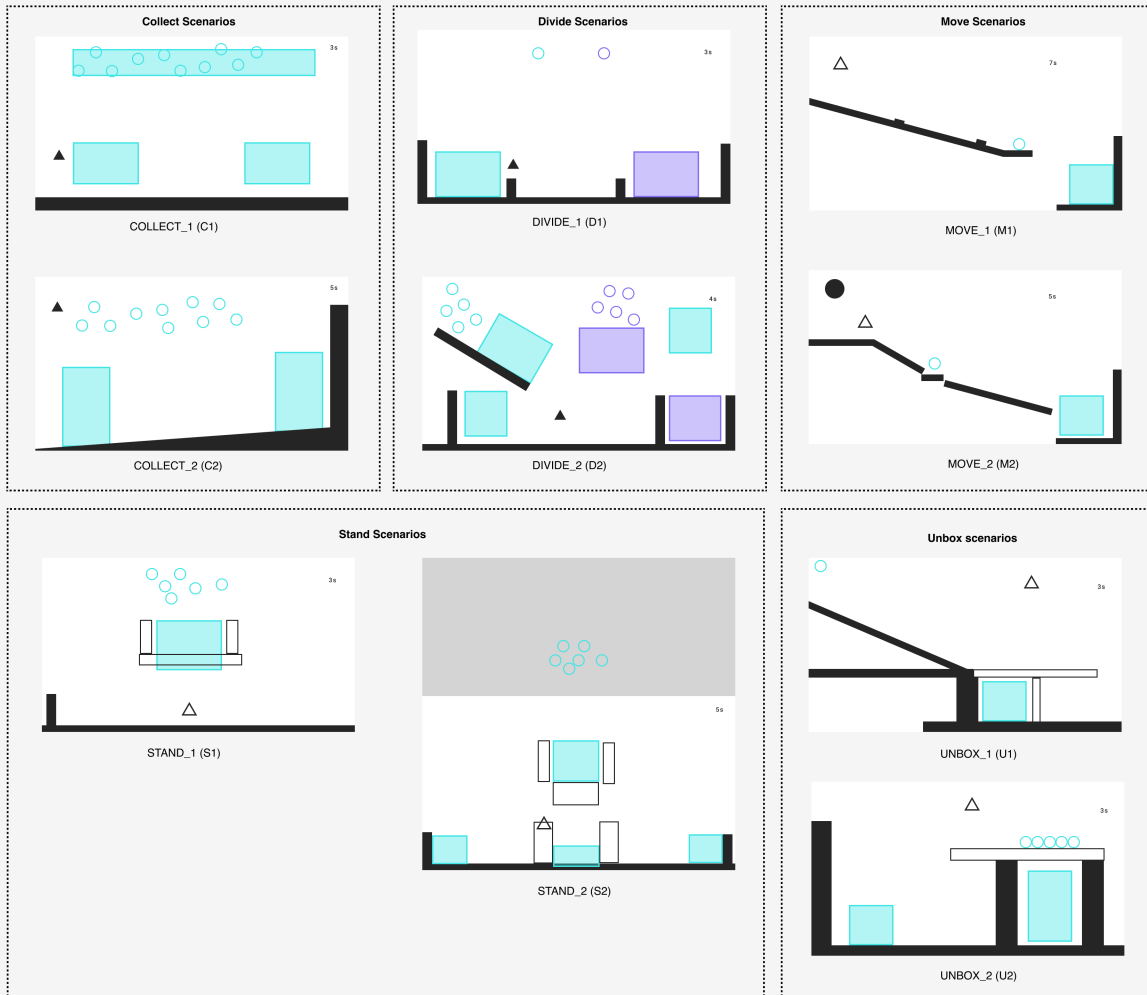 Collect Scenarios
3s
COLLECT_1 (C1)
5s
COLLECT_2 (C2)
Divide Scenarios
3s
DIVIDE_1 (D1)
4s
DIVIDE_2 (D2)
Move Scenarios
7s
MOVE_1 (M1)
5s
MOVE_2 (M2)
Stand Scenarios
3s
STAND_1 (S1)
5s
STAND_2 (S2)
Unbox scenarios
3s
UNBOX_1 (U1)
3s
UNBOX_2 (U2)